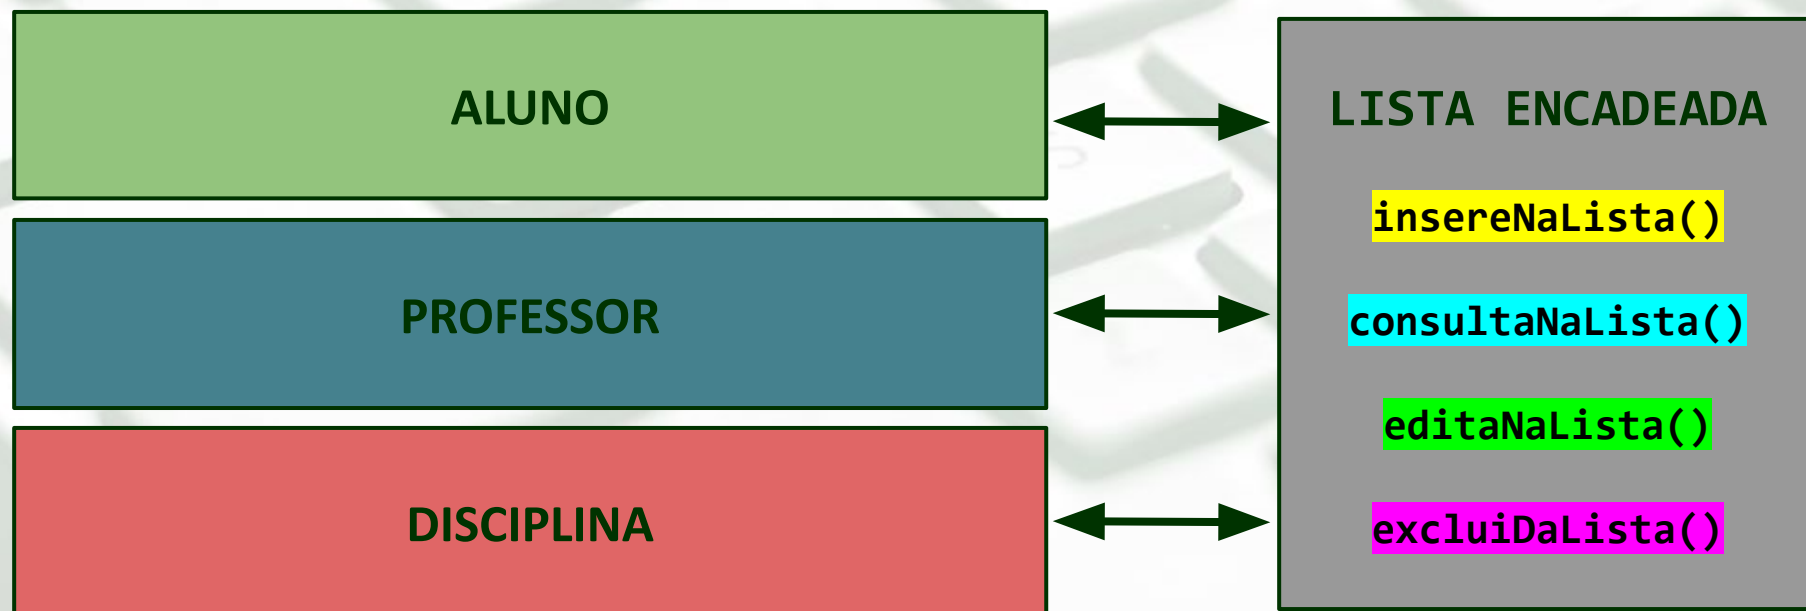 ALUNO
PROFESSOR
DISCIPLINA
LISTA ENCADEADA
insereNaLista()
consultaNaLista()
editaNaLista()
excluiDaLista()